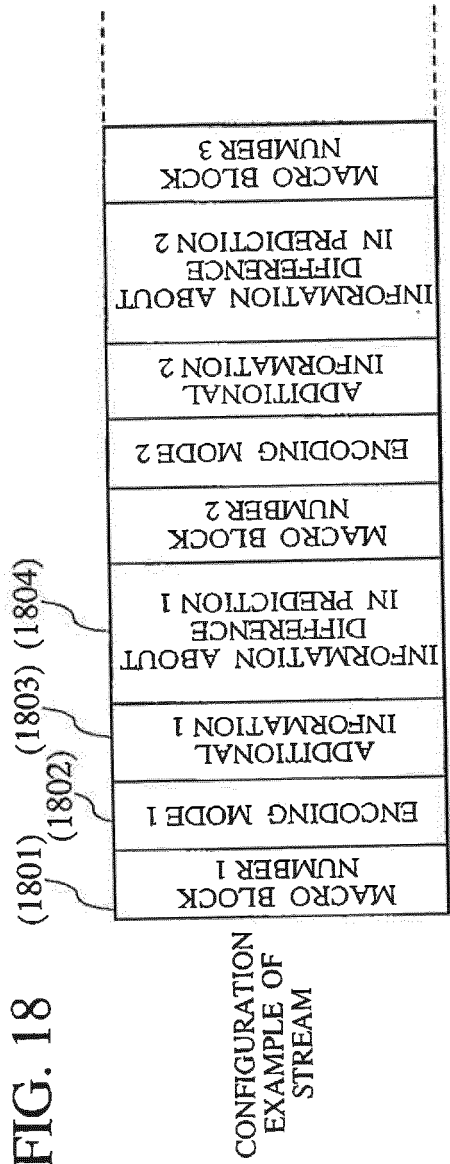 FIG. 18
(1801)
(1802)
(1803)
(1804)
CONFIGURATION
EXAMPLE OF
STREAM
MACRO BLOCK
NUMBER 1
ENCODING MODE 1
ADDITIONAL
INFORMATION 1
INFORMATION ABOUT
DIFFERENCE
IN PREDICTION 1
MACRO BLOCK
NUMBER 2
ENCODING MODE 2
ADDITIONAL
INFORMATION 2
INFORMATION ABOUT
DIFFERENCE
IN PREDICTION 2
MACRO BLOCK
NUMBER 3